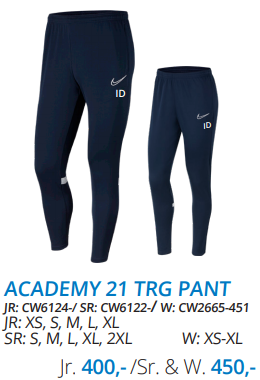 ID
ID
ACADEMY 21 TRG PANT
JR: CW6124-/ SR: CW6122-/ W: CW2665-451
JR: XS, S, M, L, XL
SR: S, M, L, XL, 2XL W: XS-XL
Jr. 400,- /Sr. & W. 450,-